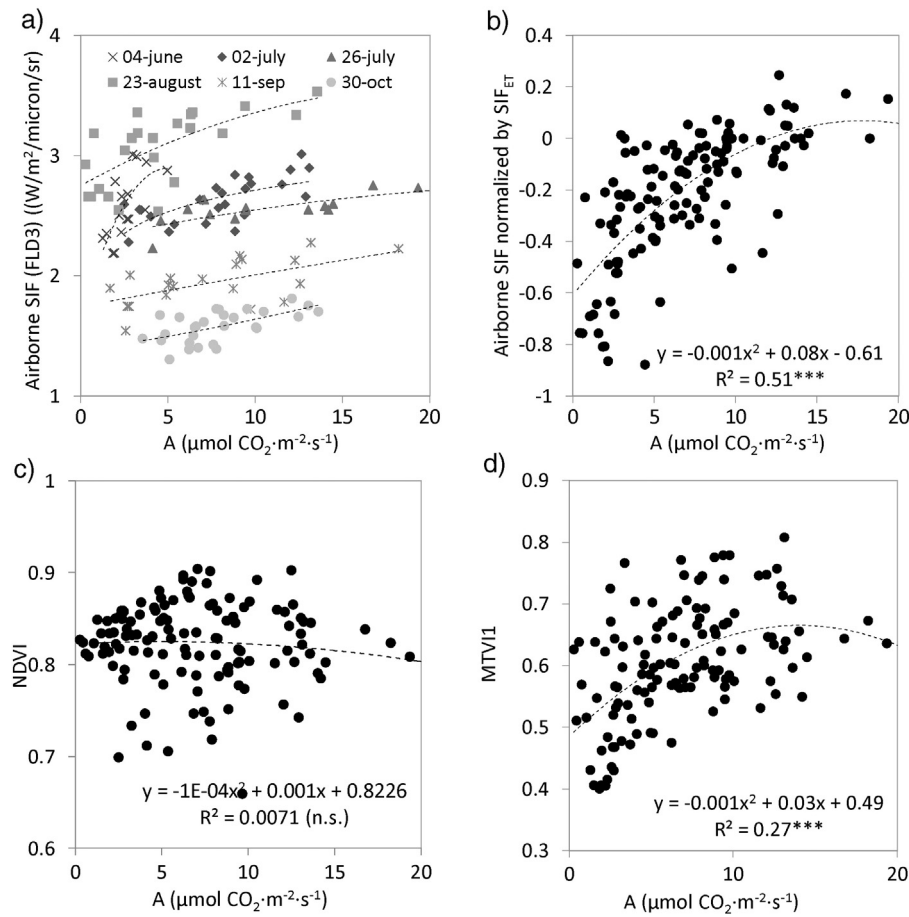 a)
Airborne SIF (FLD3) ((W/m²/micron/sr)
4
3
2
1
× 04-june ◆ 02-july ▲ 26-july
■ 23-august ✳ 11-sep ● 30-oct
0 5 10 15 20
A (µmol CO₂·m⁻²·s⁻¹)
b)
Airborne SIF normalized by SIF_ET
0.4
0.2
0
-0.2
-0.4
-0.6
-0.8
-1
y = -0.001x² + 0.08x - 0.61
R² = 0.51***
0 5 10 15 20
A (µmol CO₂·m⁻²·s⁻¹)
c)
NDVI
1
0.9
0.8
0.7
0.6
y = -1E-04x² + 0.001x + 0.8226
R² = 0.0071 (n.s.)
0 5 10 15 20
A (µmol CO₂·m⁻²·s⁻¹)
d)
MTVI1
0.9
0.8
0.7
0.6
0.5
0.4
0.3
y = -0.001x² + 0.03x + 0.49
R² = 0.27***
0 5 10 15 20
A (µmol CO₂·m⁻²·s⁻¹)